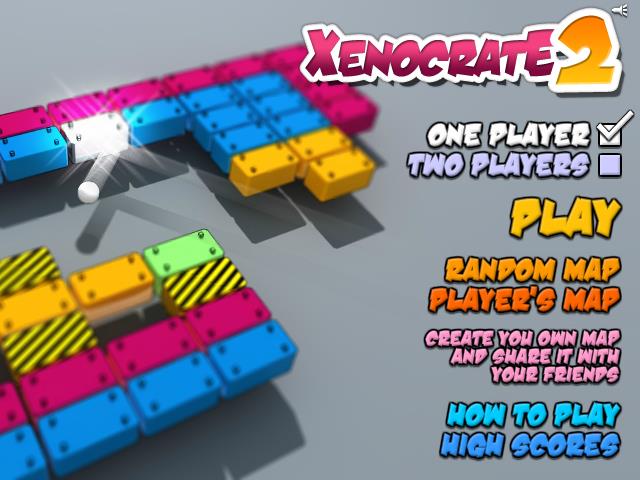 XENOCRATE 2
ONE PLAYER
TWO PLAYERS
PLAY
RANDOM MAP
PLAYER'S MAP
CREATE YOU OWN MAP
AND SHARE IT WITH
YOUR FRIENDS
HOW TO PLAY
HIGH SCORES